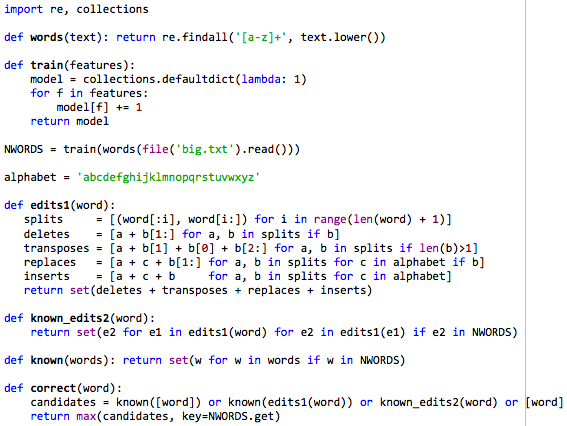 import re, collections

def words(text): return re.findall('[a-z]+', text.lower())

def train(features):
    model = collections.defaultdict(lambda: 1)
    for f in features:
        model[f] += 1
    return model

NWORDS = train(words(file('big.txt').read()))

alphabet = 'abcdefghijklmnopqrstuvwxyz'

def edits1(word):
   splits     = [(word[:i], word[i:]) for i in range(len(word) + 1)]
   deletes    = [a + b[1:] for a, b in splits if b]
   transposes = [a + b[1] + b[0] + b[2:] for a, b in splits if len(b)>1]
   replaces   = [a + c + b[1:] for a, b in splits for c in alphabet if b]
   inserts    = [a + c + b     for a, b in splits for c in alphabet]
   return set(deletes + transposes + replaces + inserts)

def known_edits2(word):
    return set(e2 for e1 in edits1(word) for e2 in edits1(e1) if e2 in NWORDS)

def known(words): return set(w for w in words if w in NWORDS)

def correct(word):
    candidates = known([word]) or known(edits1(word)) or known_edits2(word) or [word]
    return max(candidates, key=NWORDS.get)